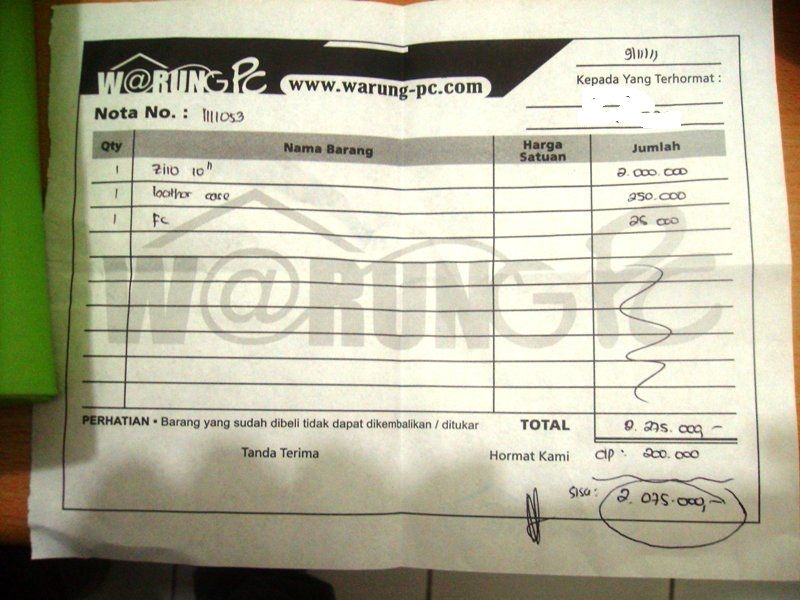 9/11/11
W@RUNG PC
www.warung-pc.com
Kepada Yang Terhormat :
Nota No. : 1111053
Qty Nama Barang Harga Satuan Jumlah
1 Zilo 10" 2.000.000
1 leather case 250.000
1 FC 25 000
W@RUNG PC
PERHATIAN • Barang yang sudah dibeli tidak dapat dikembalikan / ditukar
TOTAL 2.275.000,-
Tanda Terima Hormat Kami dp : 200.000
sisa : 2.075.000,-